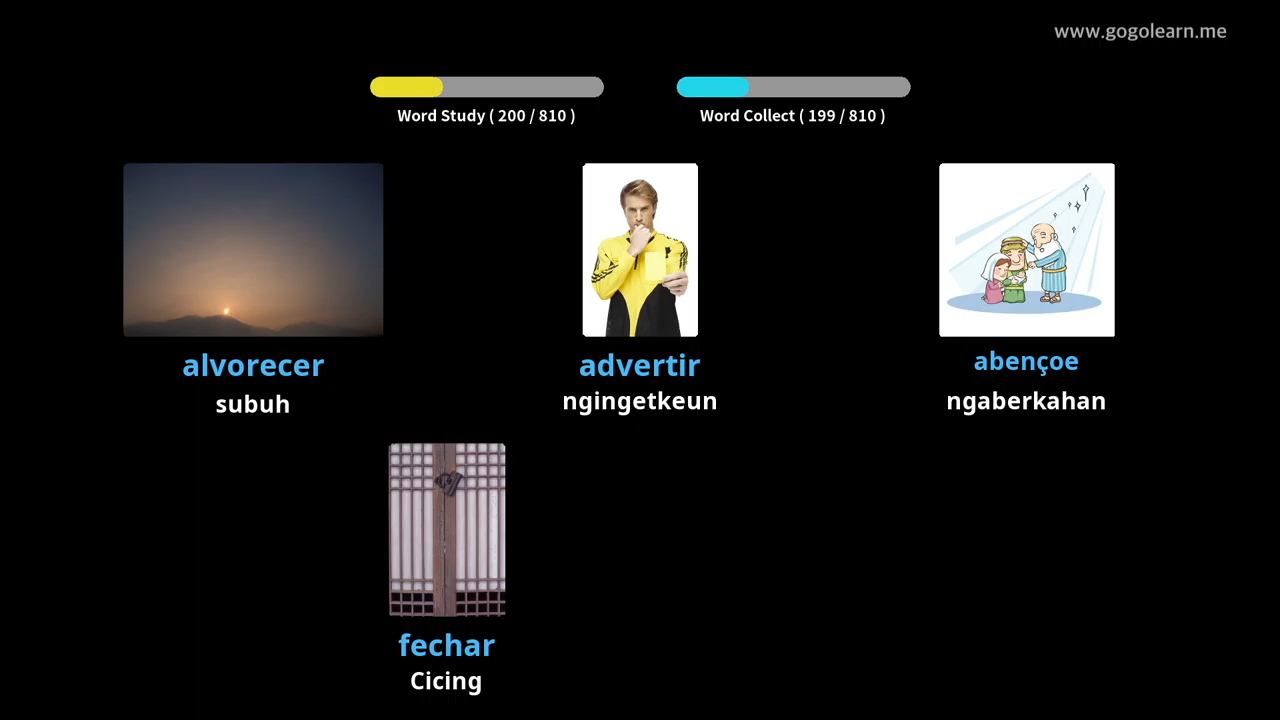 www.gogolearn.me
Word Study ( 200 / 810 )
Word Collect ( 199 / 810 )
alvorecer
subuh
advertir
ngingetkeun
abençoe
ngaberkahan
fechar
Cicing